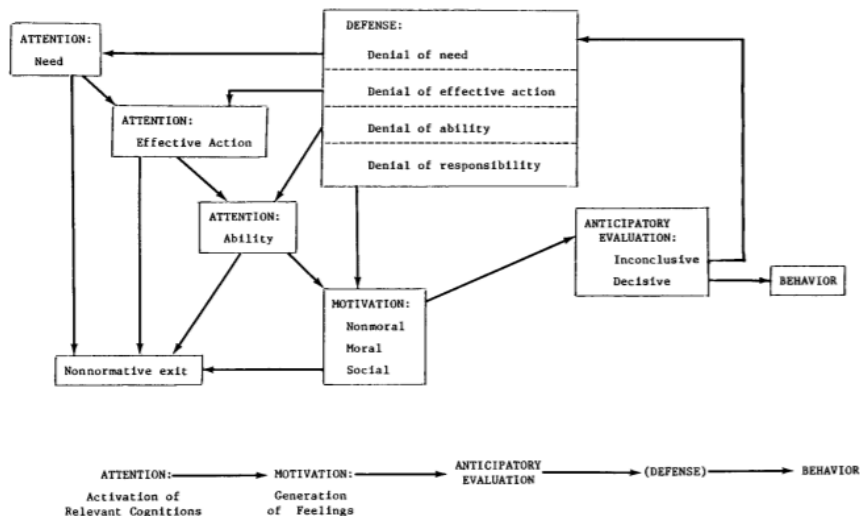 ATTENTION:
Need
DEFENSE:
Denial of need
Denial of effective action
Denial of ability
Denial of responsibility
ATTENTION:
Effective Action
ATTENTION:
Ability
ANTICIPATORY
EVALUATION:
Inconclusive
Decisive
BEHAVIOR
MOTIVATION:
Nonmoral
Moral
Social
Nonnormative exit
ATTENTION:
Activation of
Relevant Cognitions
MOTIVATION:
Generation
of Feelings
ANTICIPATORY
EVALUATION
(DEFENSE)
BEHAVIOR